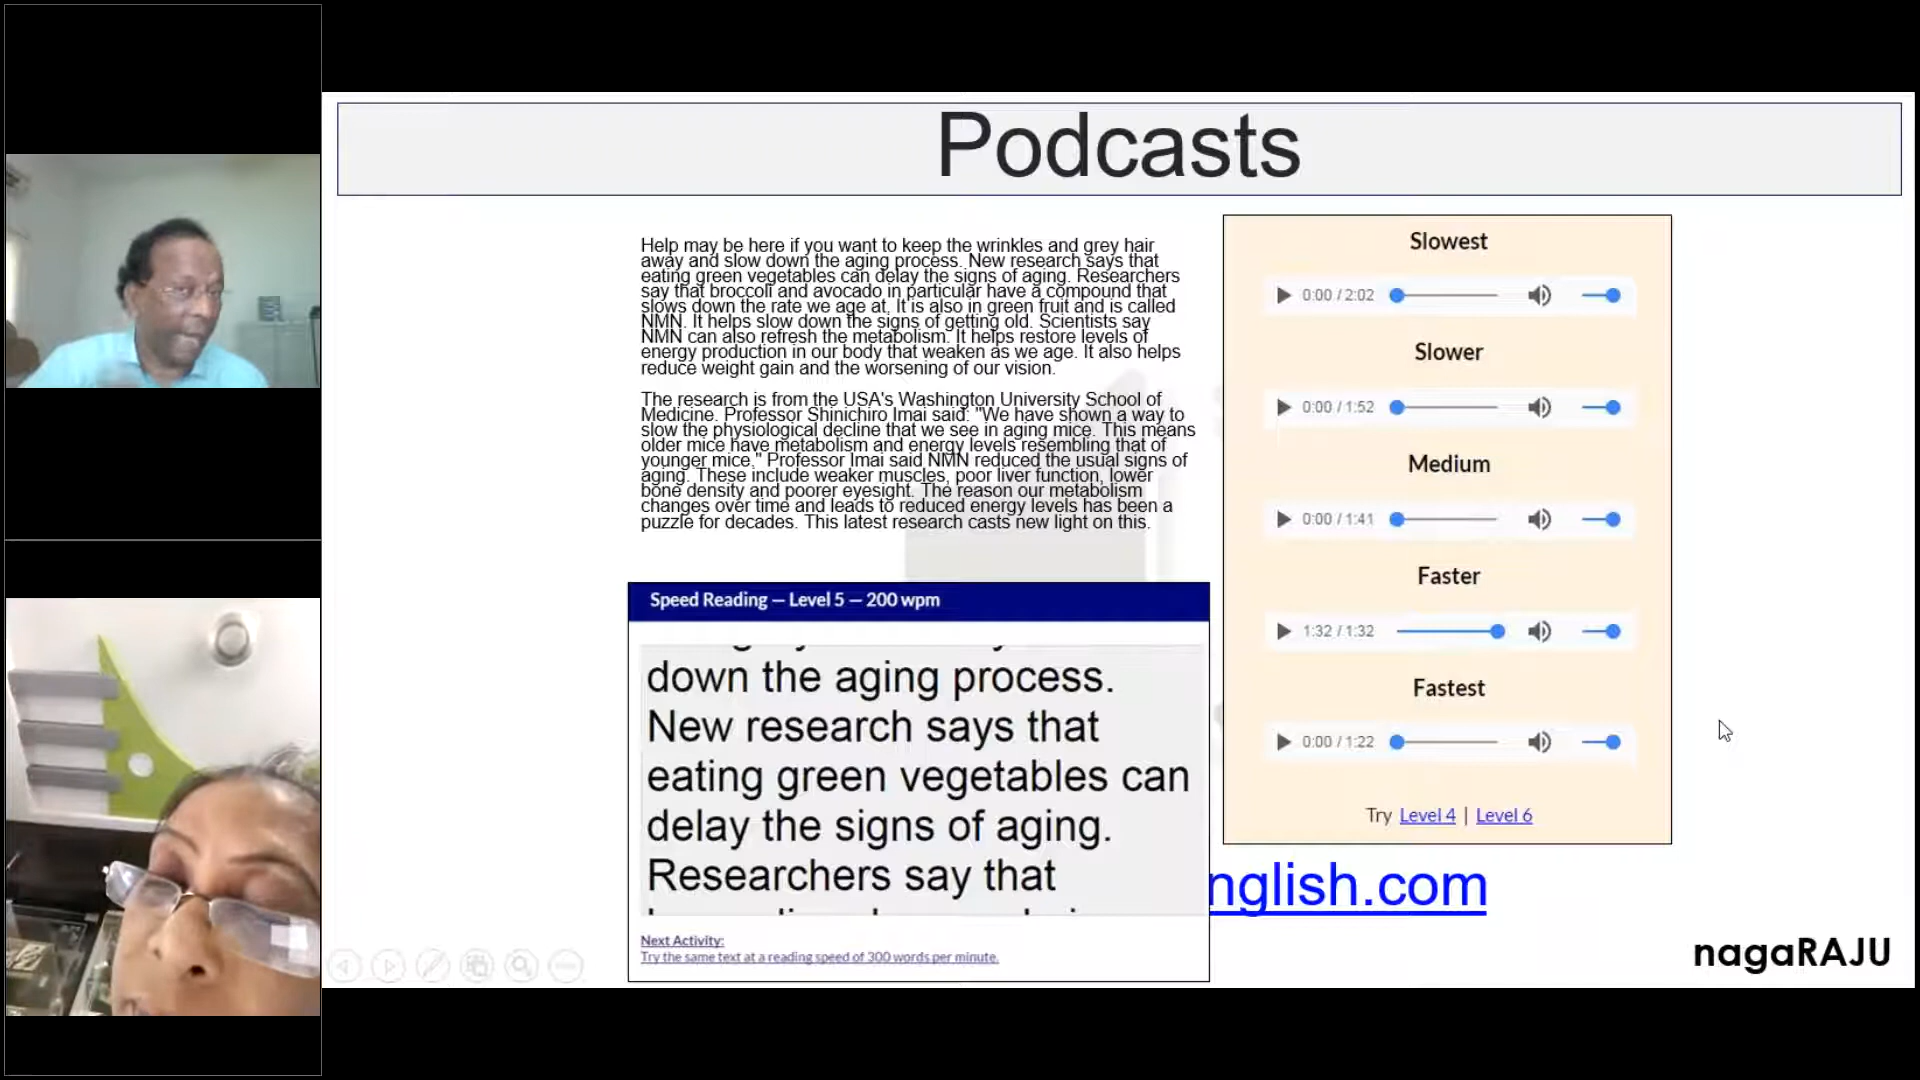 Podcasts
Help may be here if you want to keep the wrinkles and grey hair
away and slow down the aging process. New research says that
eating green vegetables can delay the signs of aging. Researchers
say that broccoli and avocado in particular have a compound that
slows down the rate we age at. It is also in green fruit and is called
NMN. It helps slow down the signs of getting old. Scientists say
NMN can also refresh the metabolism. It helps restore levels of
energy production in our body that weaken as we age. It also helps
reduce weight gain and the worsening of our vision.
The research is from the USA's Washington University School of
Medicine. Professor Shinichiro Imai said: "We have shown a way to
slow the physiological decline that we see in aging mice. This means
older mice have metabolism and energy levels resembling that of
younger mice." Professor Imai said NMN reduced the usual signs of
aging. These include weaker muscles, poor liver function, lower
bone density and poorer eyesight. The reason our metabolism
changes over time and leads to reduced energy levels has been a
puzzle for decades. This latest research casts new light on this.
Speed Reading — Level 5 — 200 wpm
down the aging process.
New research says that
eating green vegetables can
delay the signs of aging.
Researchers say that
Next Activity:
Try the same text at a reading speed of 300 words per minute.
Slowest
0:00 / 2:02
Slower
0:00 / 1:52
Medium
0:00 / 1:41
Faster
1:32 / 1:32
Fastest
0:00 / 1:22
Try Level 4 | Level 6
nglish.com
nagaRAJU